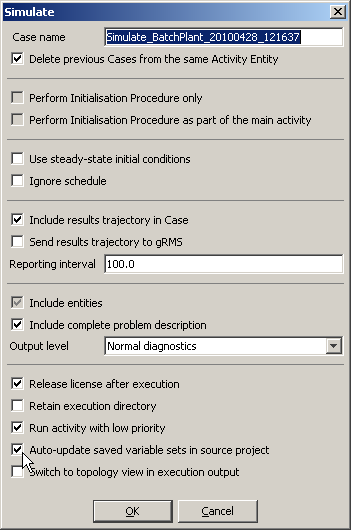 Simulate
Case name Simulate_BatchPlant_20100428_121637
Delete previous Cases from the same Activity Entity
Perform Initialisation Procedure only
Perform Initialisation Procedure as part of the main activity
Use steady-state initial conditions
Ignore schedule
Include results trajectory in Case
Send results trajectory to gRMS
Reporting interval 100.0
Include entities
Include complete problem description
Output level Normal diagnostics
Release license after execution
Retain execution directory
Run activity with low priority
Auto-update saved variable sets in source project
Switch to topology view in execution output
OK Cancel